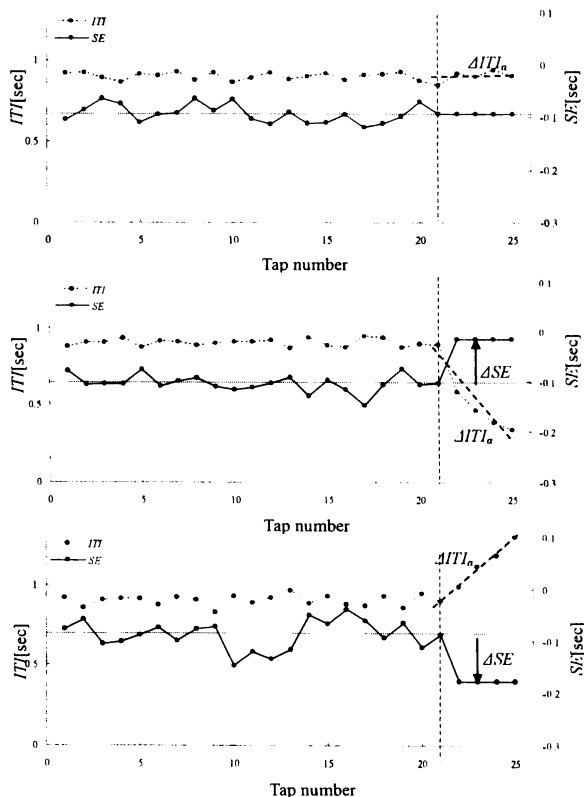 ITI
SE
0.1
1
0
0.5
-0.1
-0.2
0
-0.3
ΔITIα
ITI[sec]
SE[sec]
0 5 10 15 20 25
Tap number
ITI
SE
0.1
1
0
0.5
-0.1
-0.2
0
-0.3
ΔSE
ΔITIα
ITI[sec]
SE[sec]
0 5 10 15 20 25
Tap number
ITI
SE
0.1
1
0
0.5
-0.1
-0.2
0
-0.3
ΔITIα
ΔSE
ITI[sec]
SE[sec]
0 5 10 15 20 25
Tap number